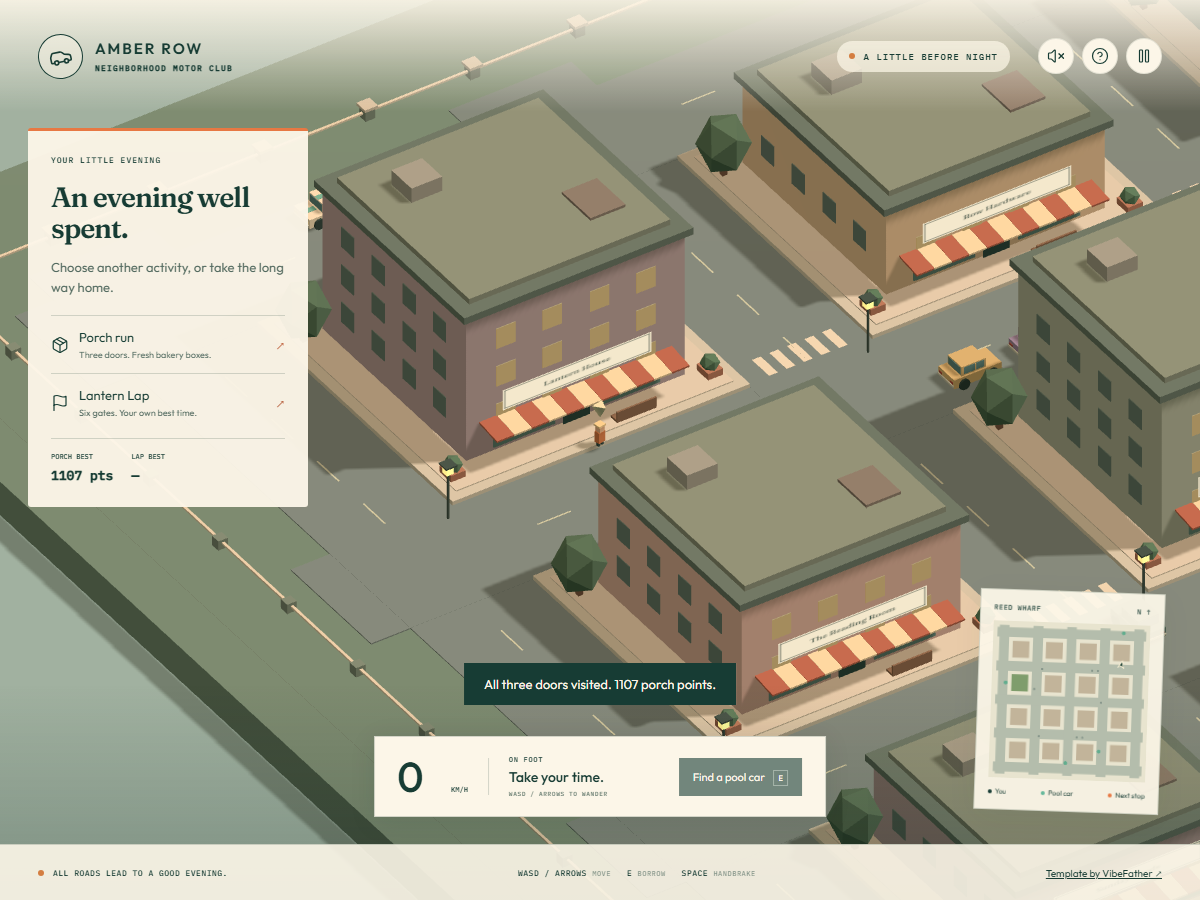 AMBER ROW
NEIGHBORHOOD MOTOR CLUB
A LITTLE BEFORE NIGHT
YOUR LITTLE EVENING
An evening well
spent.
Choose another activity, or take the long
way home.
Porch run
Three doors. Fresh bakery boxes.
Lantern Lap
Six gates. Your own best time.
PORCH BEST
LAP BEST
1107 pts
—
Row Hardware
Lantern House
The Reading Room
REED WHARF
N ↑
You
Pool car
Next stop
All three doors visited. 1107 porch points.
0
KM/H
ON FOOT
Take your time.
WASD / ARROWS TO WANDER
Find a pool car E
ALL ROADS LEAD TO A GOOD EVENING.
WASD / ARROWS MOVE E BORROW SPACE HANDBRAKE
Template by VibeFather ↗